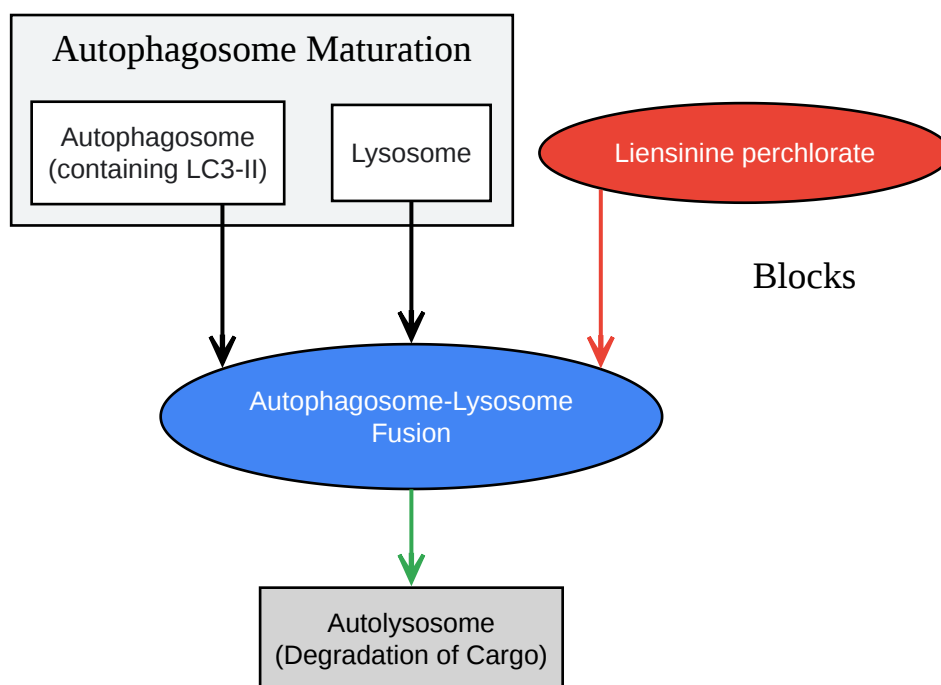 Autophagosome Maturation
Autophagosome
(containing LC3-II)
Lysosome
Liensinine perchlorate
Blocks
Autophagosome-Lysosome
Fusion
Autolysosome
(Degradation of Cargo)